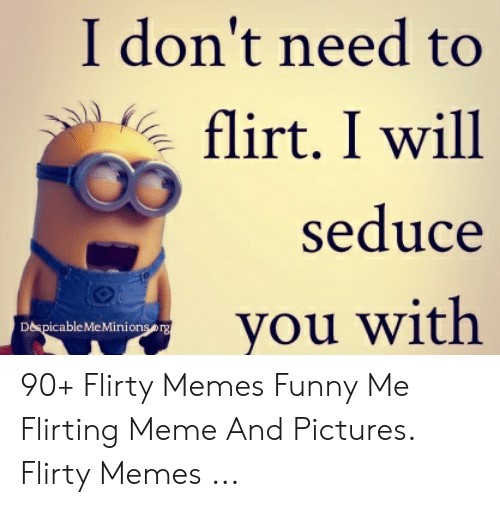 I don't need to
flirt. I will
seduce
you with
DespicableMeMinions.org
90+ Flirty Memes Funny Me
Flirting Meme And Pictures.
Flirty Memes ...